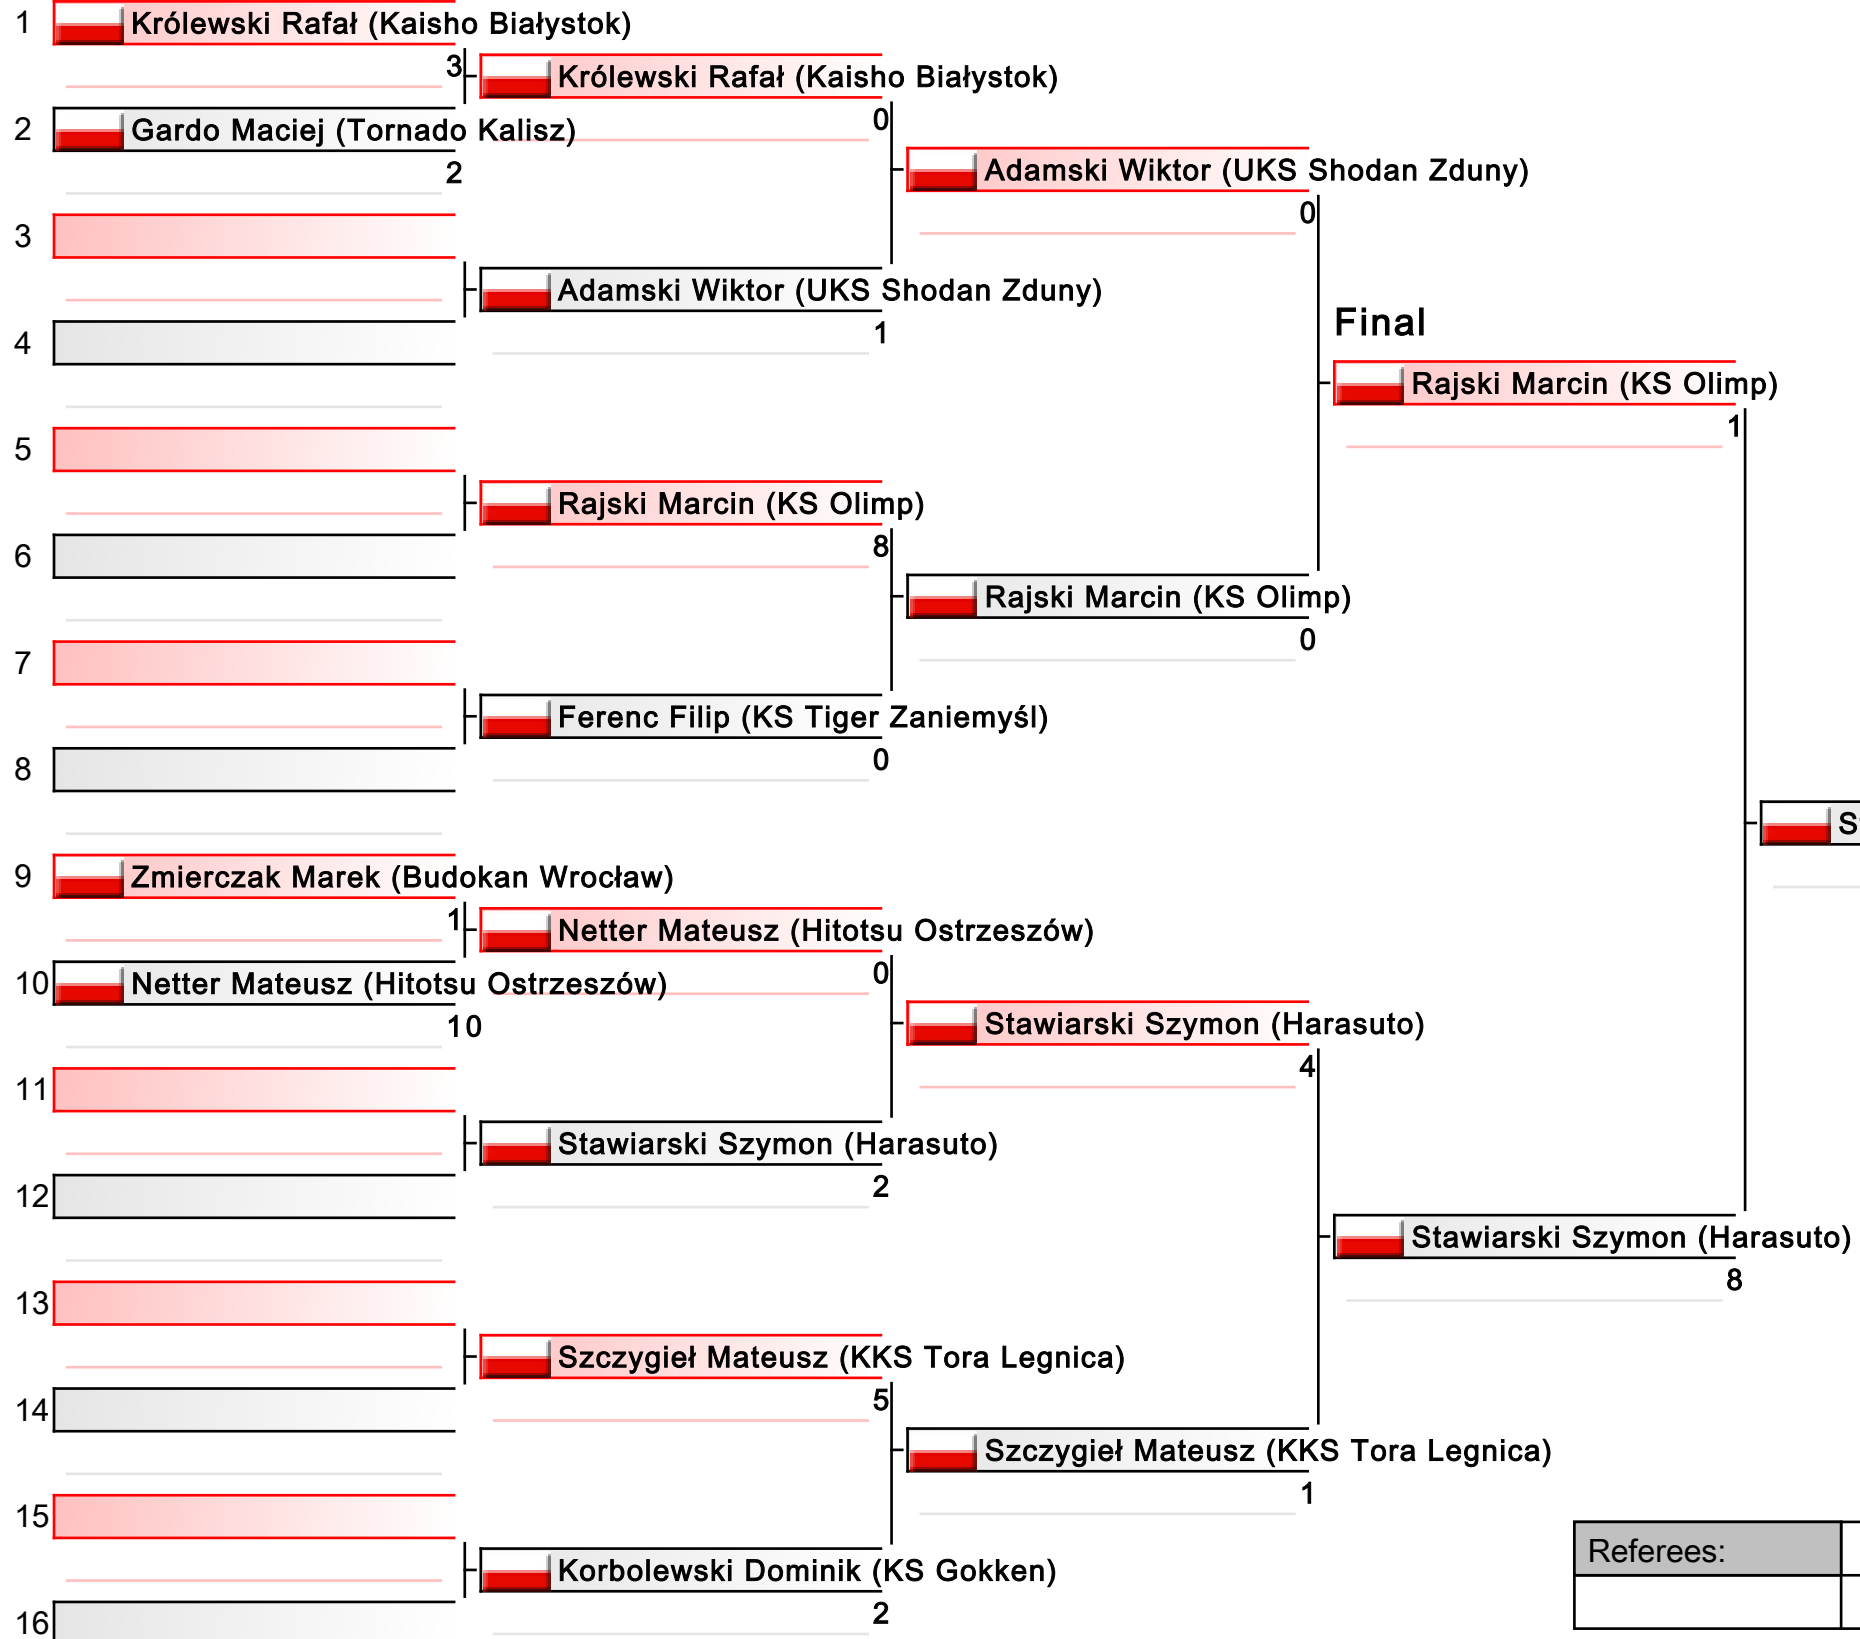 1
Królewski Rafał (Kaisho Białystok)
3
Królewski Rafał (Kaisho Białystok)
0
2
Gardo Maciej (Tornado Kalisz)
2
Adamski Wiktor (UKS Shodan Zduny)
0
3
Adamski Wiktor (UKS Shodan Zduny)
1
4
Final
Rajski Marcin (KS Olimp)
1
5
Rajski Marcin (KS Olimp)
8
6
Rajski Marcin (KS Olimp)
0
7
Ferenc Filip (KS Tiger Zaniemyśl)
0
8
S
9
Zmierczak Marek (Budokan Wrocław)
1
Netter Mateusz (Hitotsu Ostrzeszów)
0
10
Netter Mateusz (Hitotsu Ostrzeszów)
10
Stawiarski Szymon (Harasuto)
4
11
Stawiarski Szymon (Harasuto)
2
12
Stawiarski Szymon (Harasuto)
8
13
Szczygieł Mateusz (KKS Tora Legnica)
5
14
Szczygieł Mateusz (KKS Tora Legnica)
1
15
Korbolewski Dominik (KS Gokken)
2
16
Referees: